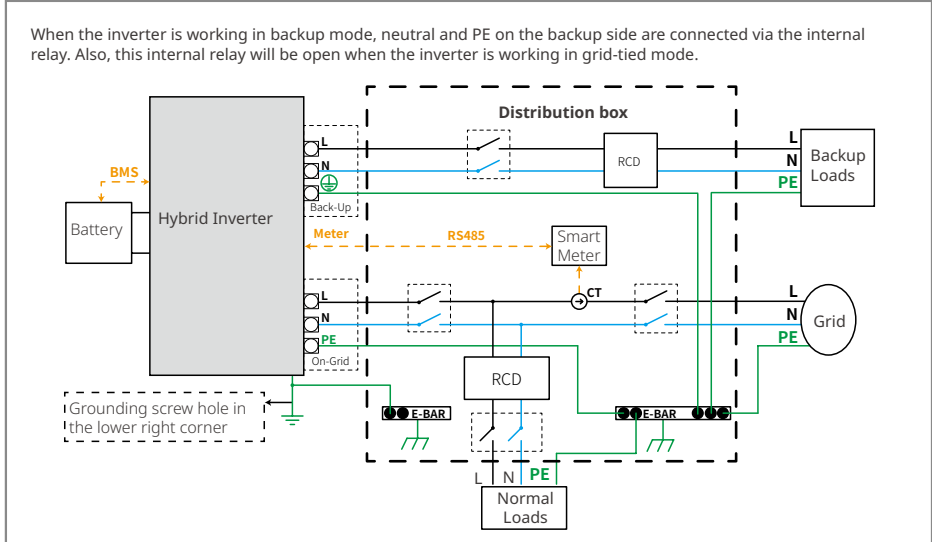 When the inverter is working in backup mode, neutral and PE on the backup side are connected via the internal
relay. Also, this internal relay will be open when the inverter is working in grid-tied mode.
Distribution box
L
N
Back-Up
RCD
L
N
PE
Backup
Loads
BMS
Battery
Hybrid Inverter
Meter
RS485
Smart
Meter
CT
L
N
PE
On-Grid
L
N
PE
Grid
RCD
Grounding screw hole in
the lower right corner
E-BAR
E-BAR
L N PE
Normal
Loads